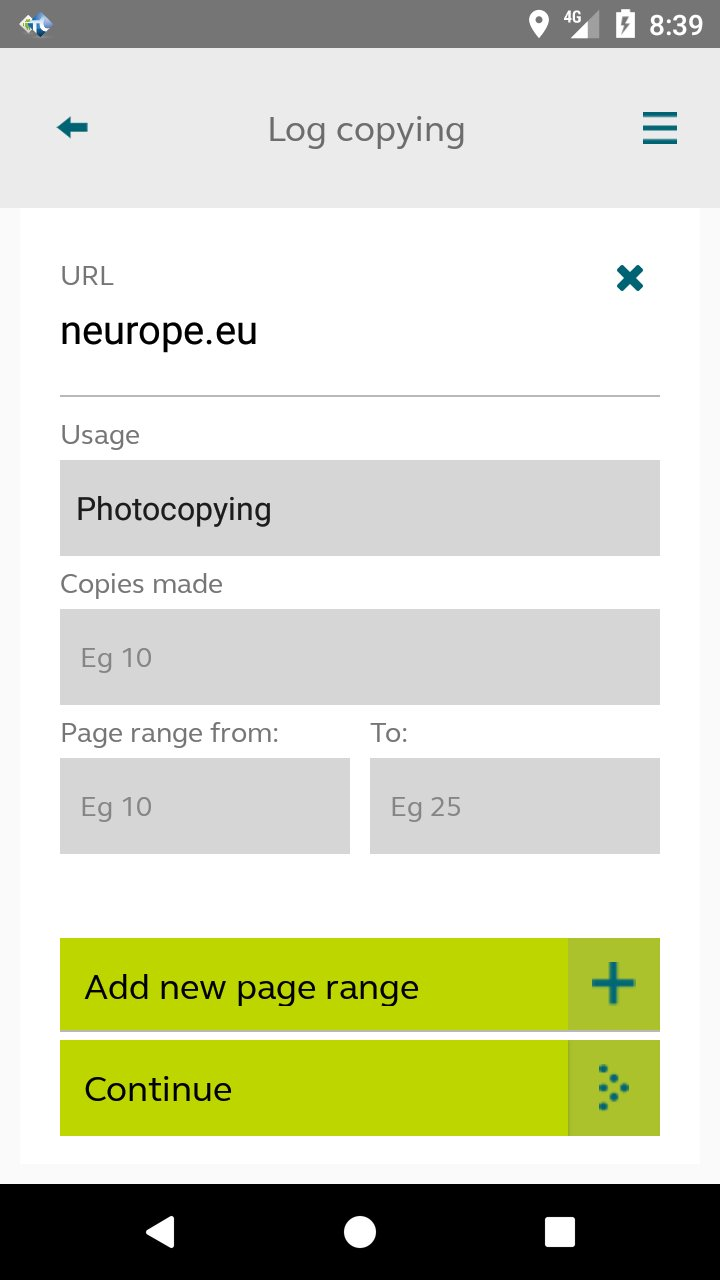 4G 8:39
Log copying
URL
neurope.eu
Usage
Photocopying
Copies made
Eg 10
Page range from: To:
Eg 10 Eg 25
Add new page range
Continue